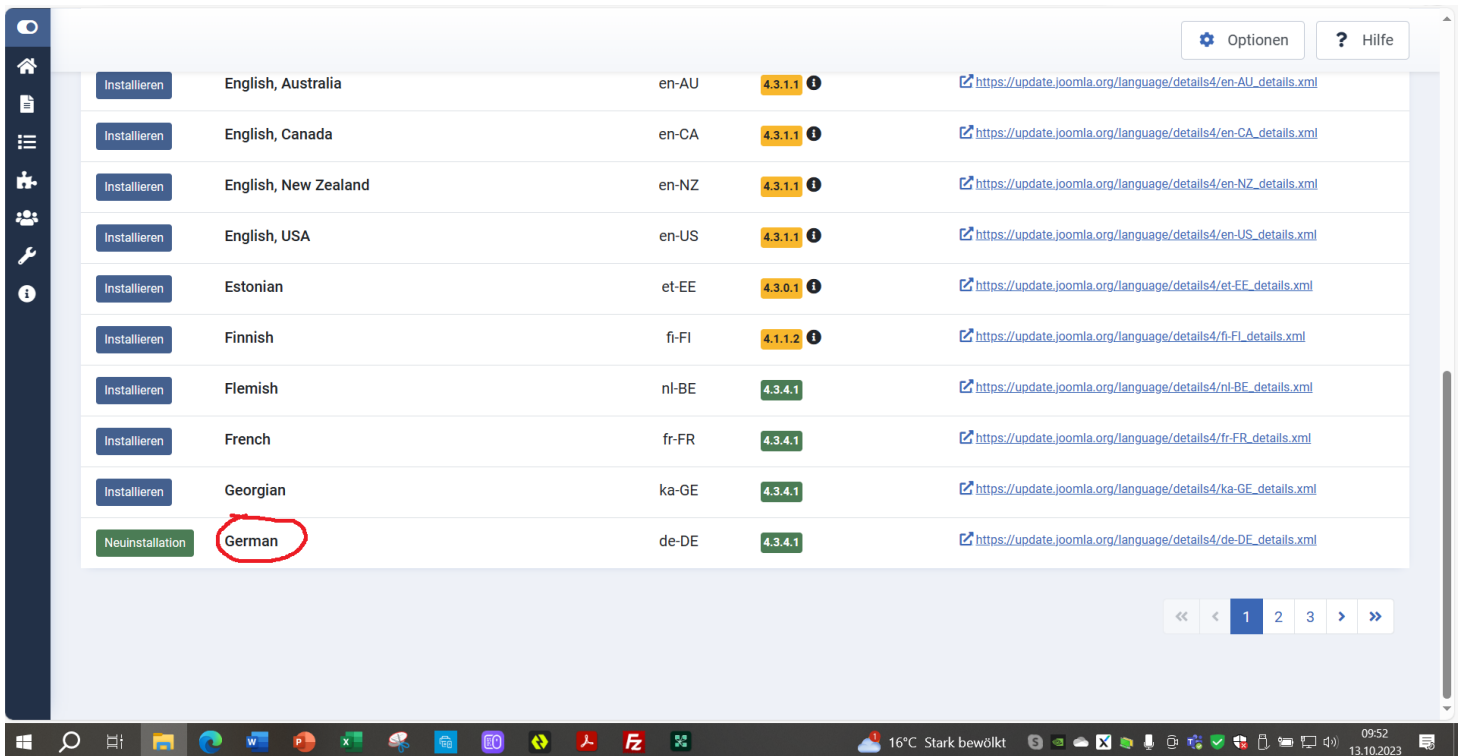 Optionen
? Hilfe
Installieren English, Australia en-AU 4.3.1.1 https://update.joomla.org/language/details4/en-AU_details.xml
Installieren English, Canada en-CA 4.3.1.1 https://update.joomla.org/language/details4/en-CA_details.xml
Installieren English, New Zealand en-NZ 4.3.1.1 https://update.joomla.org/language/details4/en-NZ_details.xml
Installieren English, USA en-US 4.3.1.1 https://update.joomla.org/language/details4/en-US_details.xml
Installieren Estonian et-EE 4.3.0.1 https://update.joomla.org/language/details4/et-EE_details.xml
Installieren Finnish fi-FI 4.1.1.2 https://update.joomla.org/language/details4/fi-FI_details.xml
Installieren Flemish nl-BE 4.3.4.1 https://update.joomla.org/language/details4/nl-BE_details.xml
Installieren French fr-FR 4.3.4.1 https://update.joomla.org/language/details4/fr-FR_details.xml
Installieren Georgian ka-GE 4.3.4.1 https://update.joomla.org/language/details4/ka-GE_details.xml
Neuinstallation German de-DE 4.3.4.1 https://update.joomla.org/language/details4/de-DE_details.xml
« ‹ 1 2 3 › »
16°C Stark bewölkt
09:52
13.10.2023